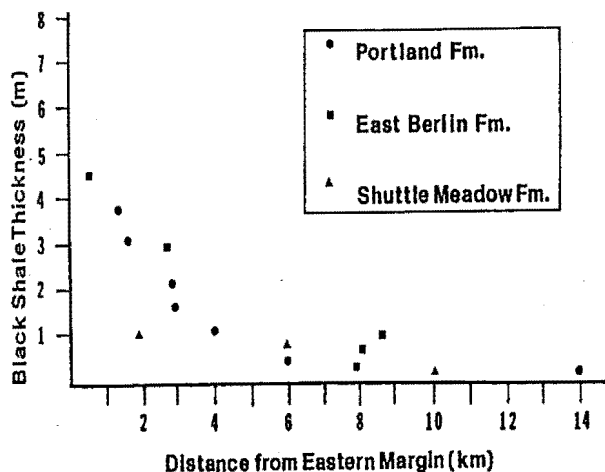 Black Shale Thickness (m)
8
7
6
5
4
3
2
1
Portland Fm.
East Berlin Fm.
Shuttle Meadow Fm.
2 4 6 8 10 12 14
Distance from Eastern Margin (km)